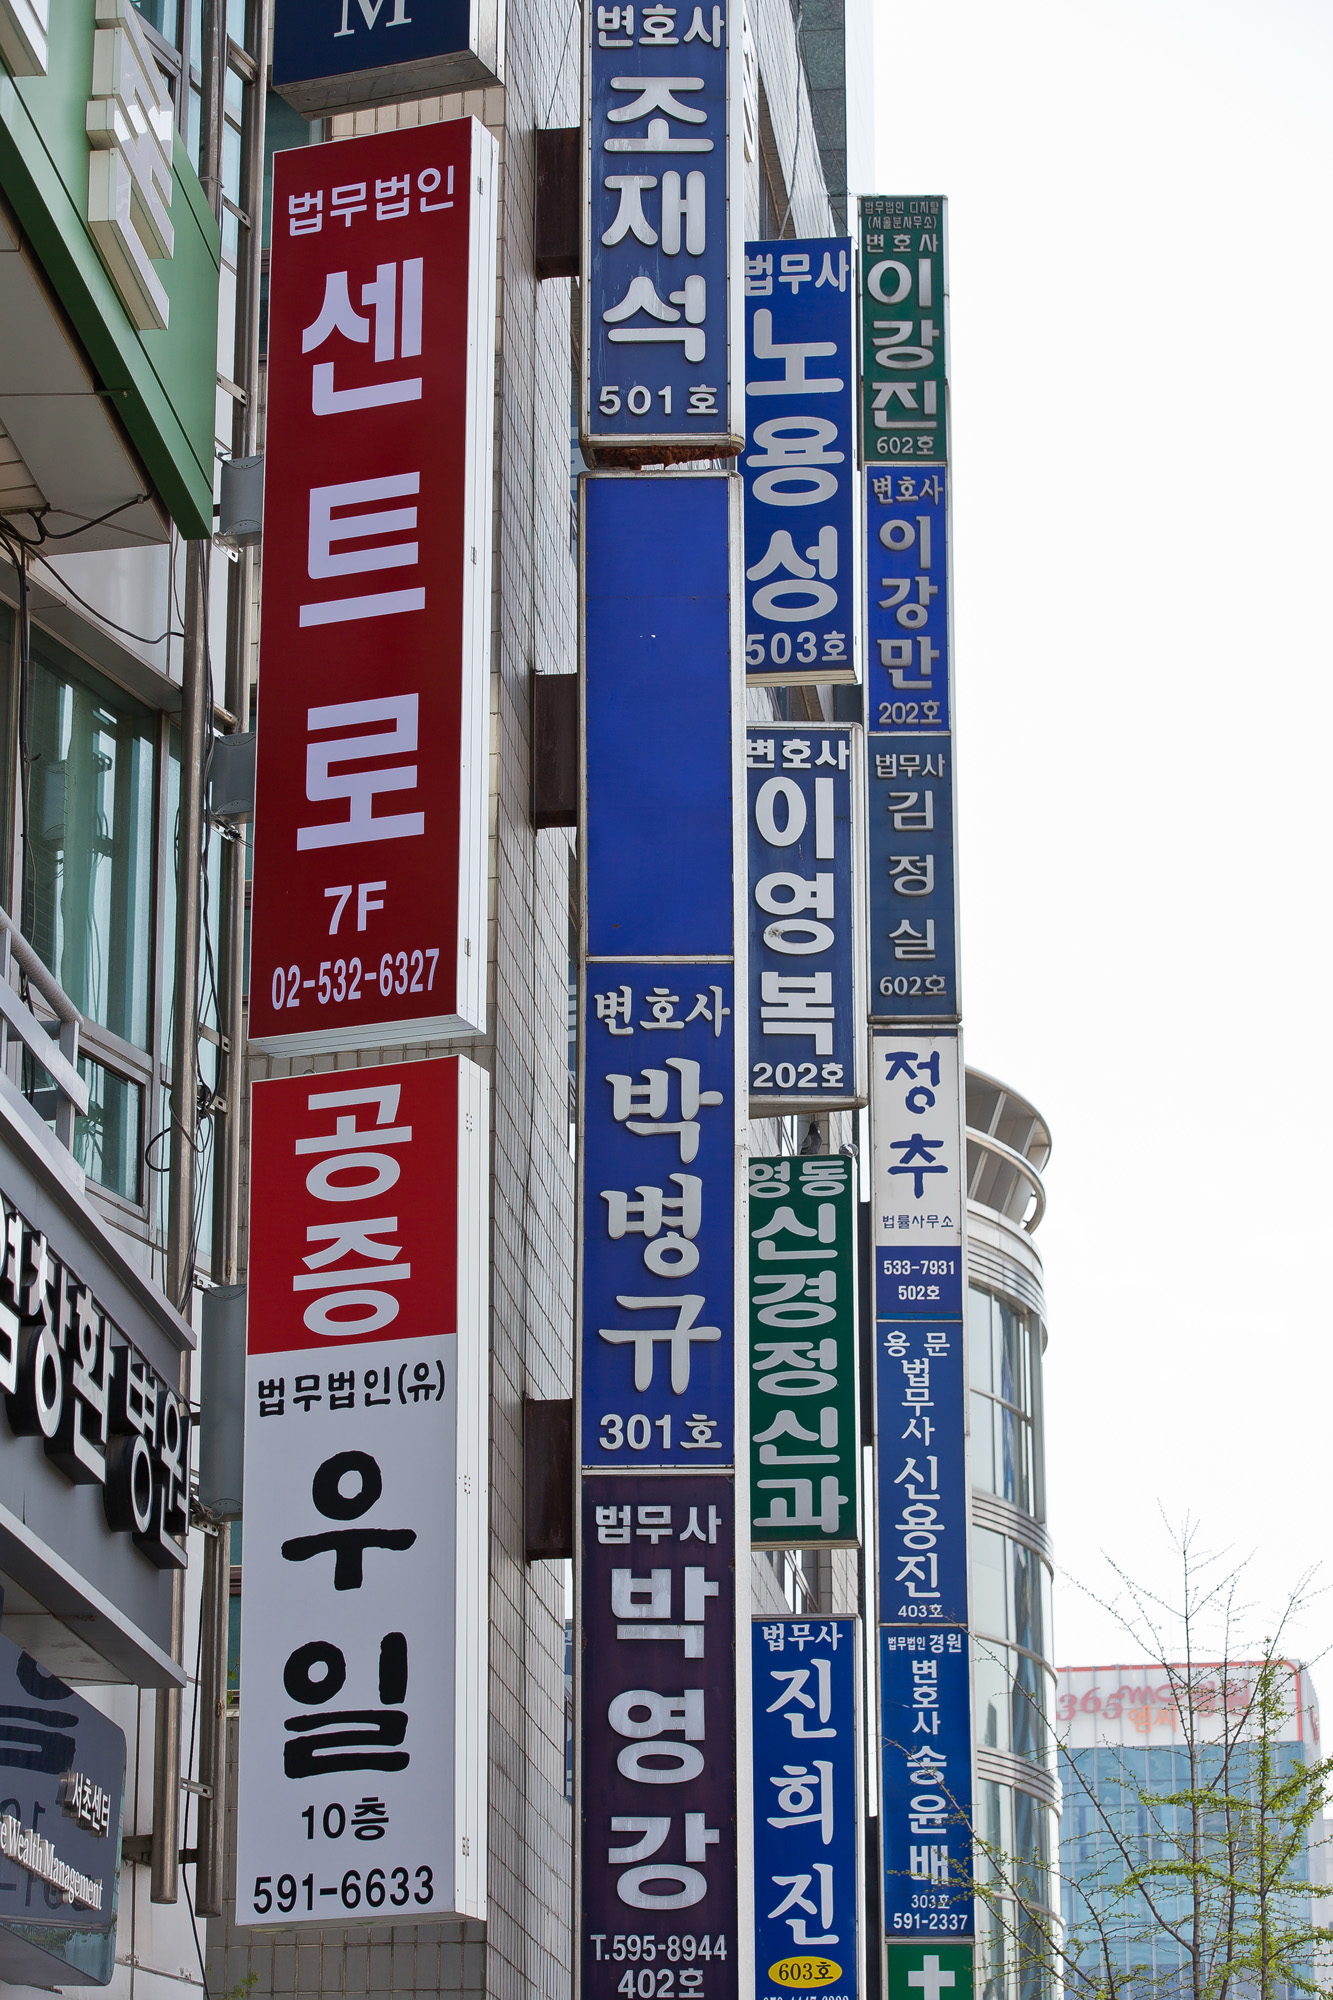 M
법무법인
센트로
7F
02-532-6327
공증
법무법인(유)
우일
10층
591-6633
변호사
조재석
501호
변호사
박병규
301호
법무사
박영강
T.595-8944
402호
법무사
노용성
503호
변호사
이영복
202호
영동
신경정신과
법무사
진희진
603호
법무법인 디지탈
(서울분사무소)
변호사
이강진
602호
변호사
이강만
202호
법무사
김정실
602호
정추
법률사무소
533-7931
502호
용문
법무사
신용진
403호
법무법인 경원
변호사
송윤배
303호
591-2337
창환병원
서초센터
Wealth Management
365mc